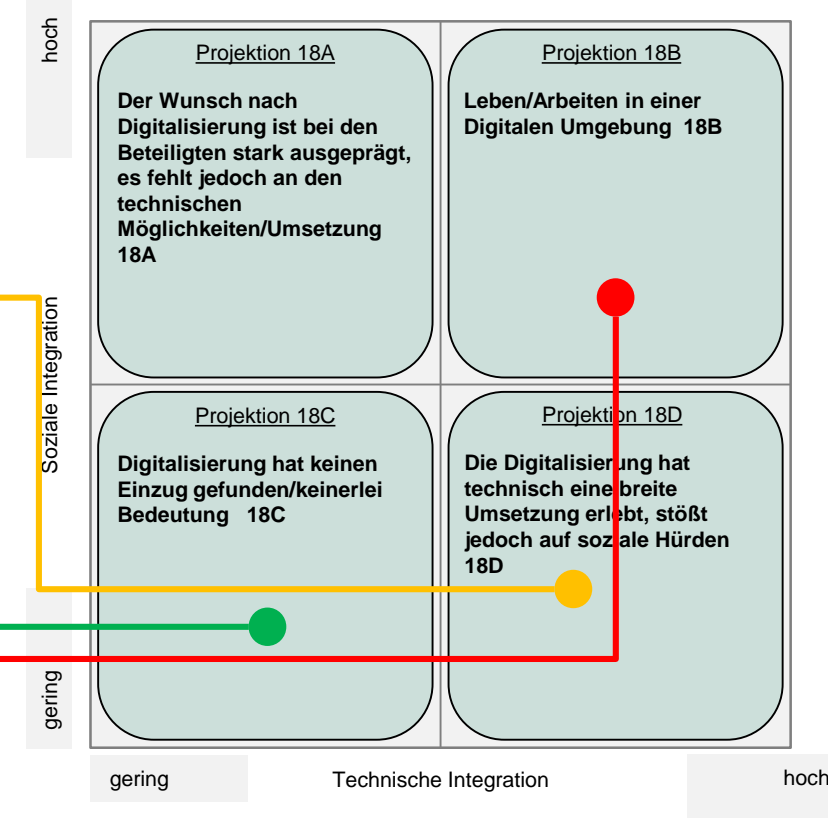 hoch
Projektion 18A
Der Wunsch nach
Digitalisierung ist bei den
Beteiligten stark ausgeprägt,
es fehlt jedoch an den
technischen
Möglichkeiten/Umsetzung
18A
Projektion 18B
Leben/Arbeiten in einer
Digitalen Umgebung 18B
Soziale Integration
Projektion 18C
Digitalisierung hat keinen
Einzug gefunden/keinerlei
Bedeutung 18C
Projektion 18D
Die Digitalisierung hat
technisch eine breite
Umsetzung erlebt, stößt
jedoch auf soziale Hürden
18D
gering
gering
Technische Integration
hoch